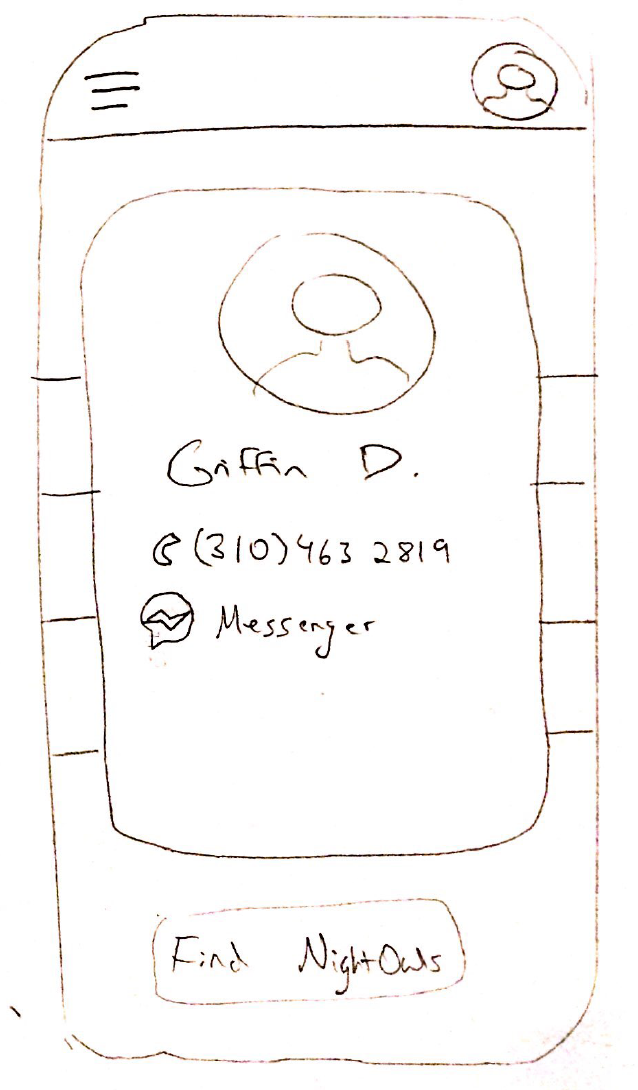 Griffin D.
(310) 463 2819
Messenger
Find NightOwls